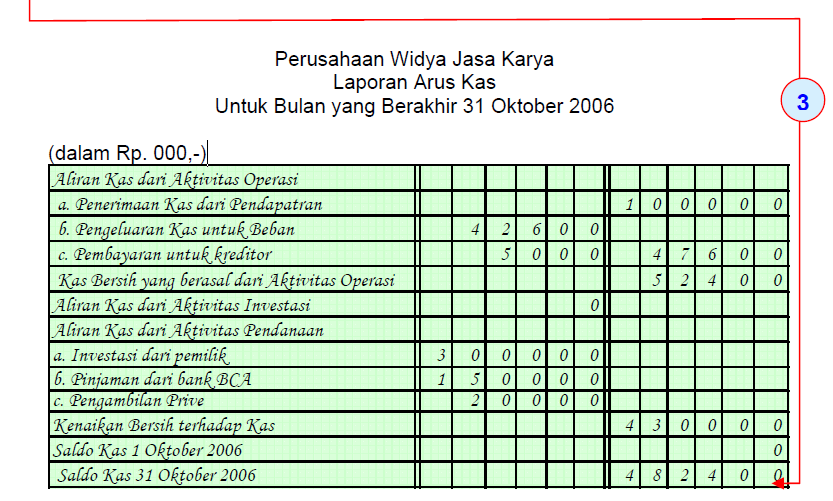 Perusahaan Widya Jasa Karya
Laporan Arus Kas
Untuk Bulan yang Berakhir 31 Oktober 2006
3
(dalam Rp. 000,-)
Aliran Kas dari Aktivitas Operasi
a. Penerimaan Kas dari Pendapatran 1 0 0 0 0 0
b. Pengeluaran Kas untuk Beban 4 2 6 0 0
c. Pembayaran untuk kreditor 5 0 0 0 4 7 6 0 0
Kas Bersih yang berasal dari Aktivitas Operasi 5 2 4 0 0
Aliran Kas dari Aktivitas Investasi 0
Aliran Kas dari Aktivitas Pendanaan
a. Investasi dari pemilik 3 0 0 0 0 0
b. Pinjaman dari bank BCA 1 5 0 0 0 0
c. Pengambilan Prive 2 0 0 0 0
Kenaikan Bersih terhadap Kas 4 3 0 0 0 0
Saldo Kas 1 Oktober 2006 0
Saldo Kas 31 Oktober 2006 4 8 2 4 0 0